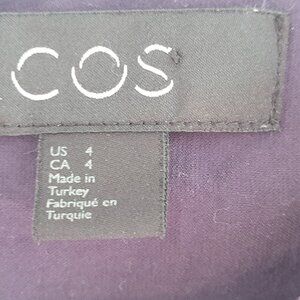 COS
US 4
CA 4
Made in
Turkey
Fabriqué en
Turquie